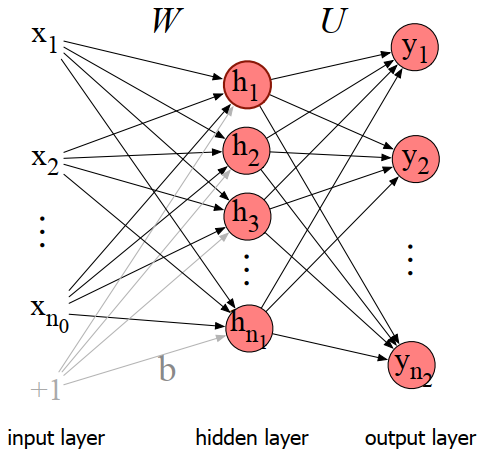 W U
x₁ h₁ y₁
x₂ h₂ y₂
h₃
⋮ ⋮ ⋮
xₙ₀ hₙ₁ yₙ₂
+1 b
input layer hidden layer output layer